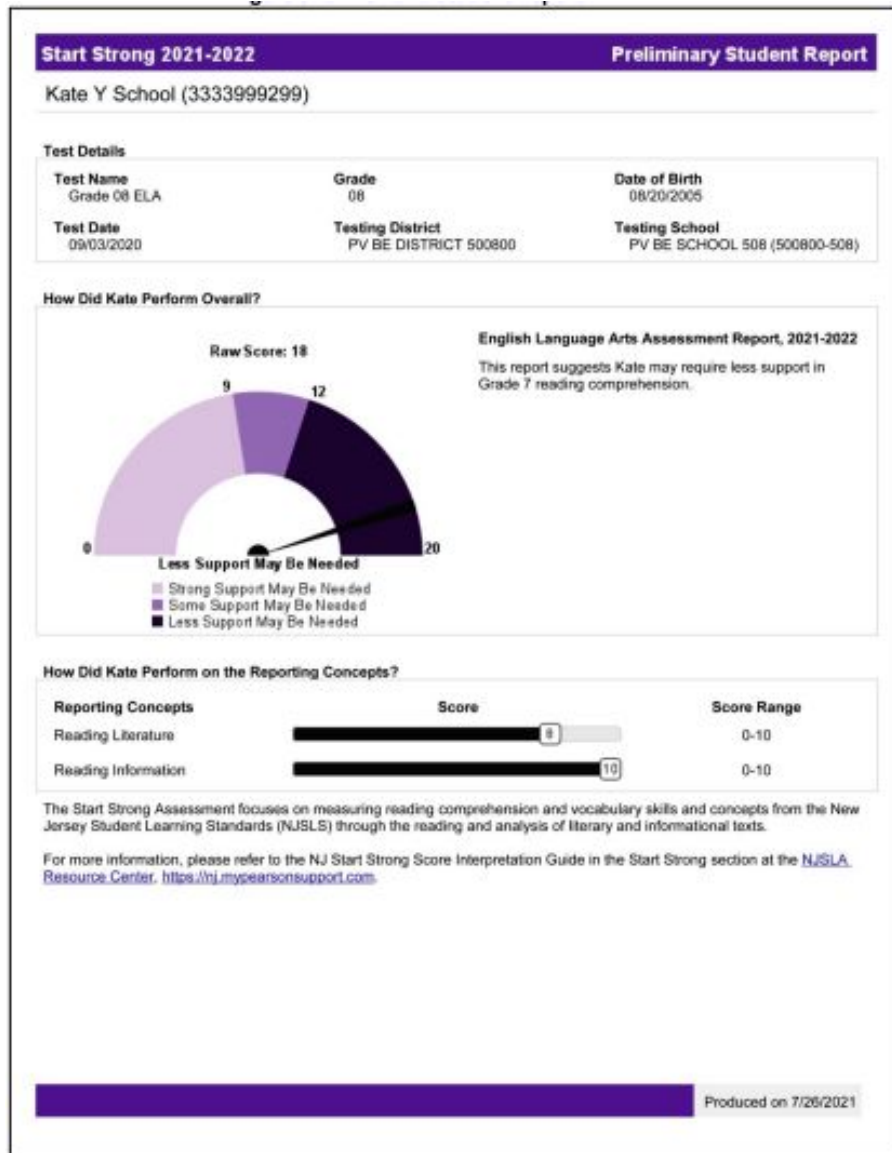 Start Strong 2021-2022 Preliminary Student Report
Kate Y School (3333999299)
Test Details
Test Name Grade Date of Birth
Grade 08 ELA 08 08/20/2005
Test Date Testing District Testing School
09/03/2020 PV BE DISTRICT 500800 PV BE SCHOOL 508 (500800-508)
How Did Kate Perform Overall?
Raw Score: 18
9
12
0
20
Less Support May Be Needed
Strong Support May Be Needed
Some Support May Be Needed
Less Support May Be Needed
English Language Arts Assessment Report, 2021-2022
This report suggests Kate may require less support in
Grade 7 reading comprehension.
How Did Kate Perform on the Reporting Concepts?
Reporting Concepts Score Score Range
Reading Literature 8 0-10
Reading Information 10 0-10
The Start Strong Assessment focuses on measuring reading comprehension and vocabulary skills and concepts from the New
Jersey Student Learning Standards (NJSLS) through the reading and analysis of literary and informational texts.
For more information, please refer to the NJ Start Strong Score Interpretation Guide in the Start Strong section at the NJSLA
Resource Center, https://nj.mypearsonsupport.com.
Produced on 7/26/2021